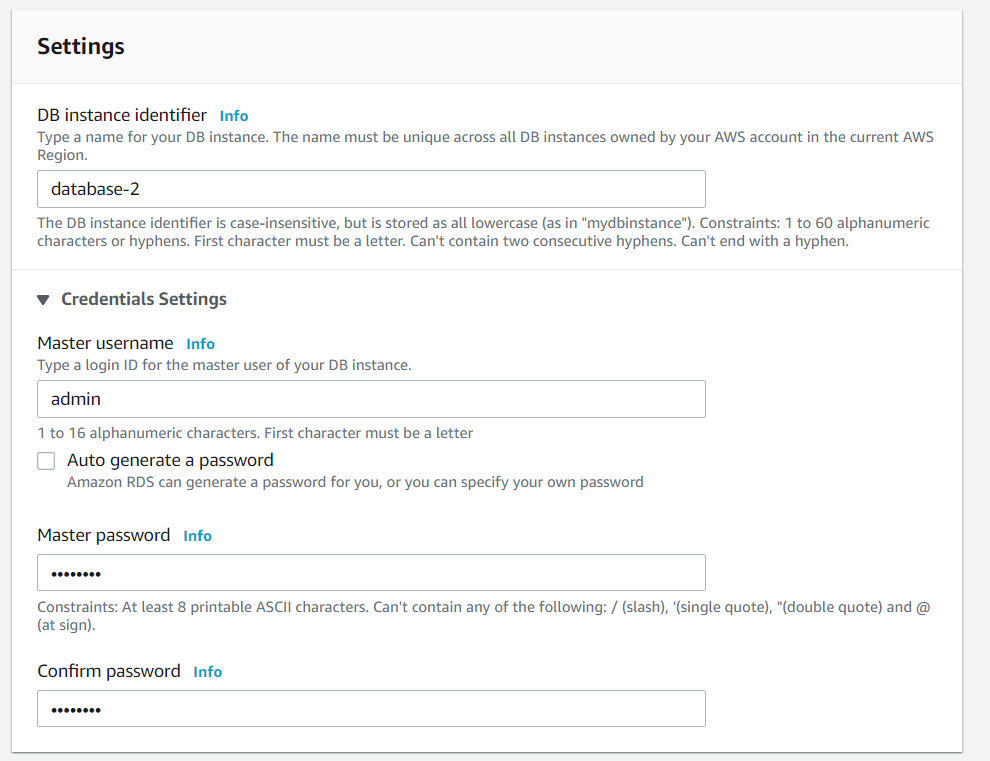 Settings
DB instance identifier Info
Type a name for your DB instance. The name must be unique across all DB instances owned by your AWS account in the current AWS
Region.
database-2
The DB instance identifier is case-insensitive, but is stored as all lowercase (as in "mydbinstance"). Constraints: 1 to 60 alphanumeric
characters or hyphens. First character must be a letter. Can't contain two consecutive hyphens. Can't end with a hyphen.
Credentials Settings
Master username Info
Type a login ID for the master user of your DB instance.
admin
1 to 16 alphanumeric characters. First character must be a letter
Auto generate a password
Amazon RDS can generate a password for you, or you can specify your own password
Master password Info
••••••••
Constraints: At least 8 printable ASCII characters. Can't contain any of the following: / (slash), '(single quote), "(double quote) and @
(at sign).
Confirm password Info
••••••••